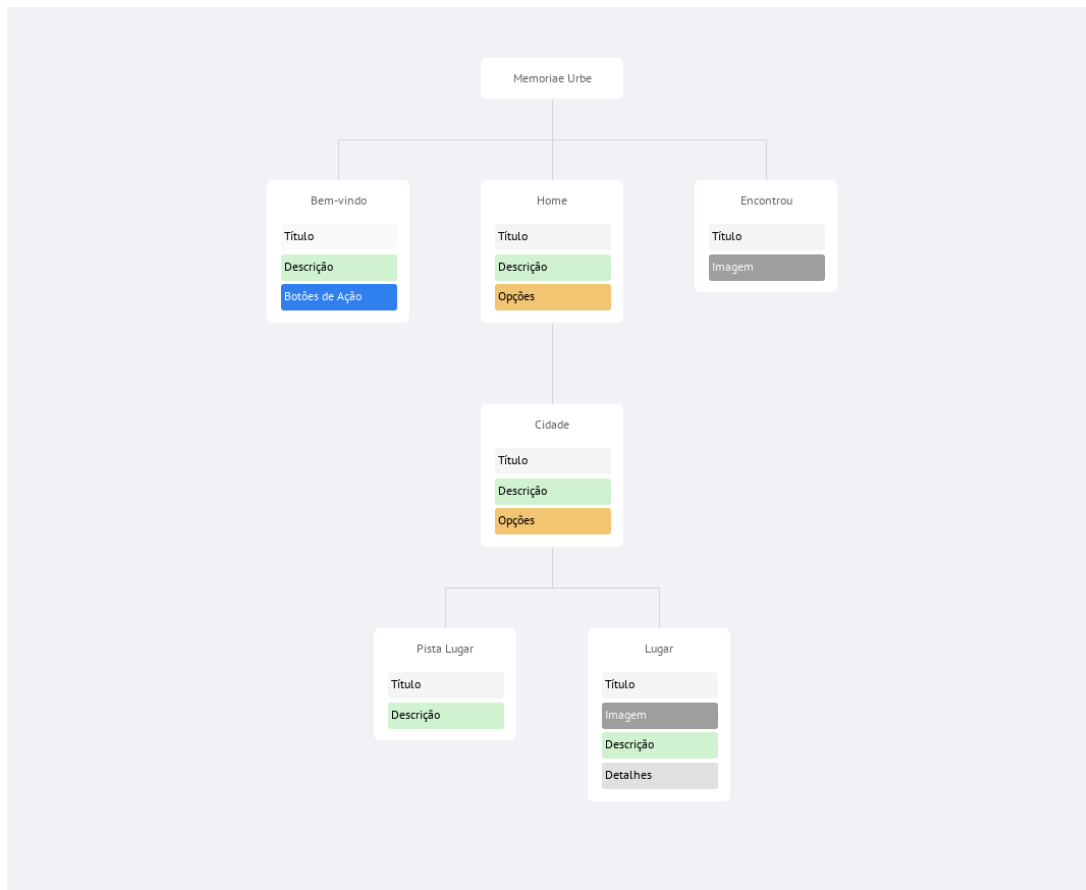 Memoriae Urbe
Bem-vindo
Título
Descrição
Botões de Ação
Home
Título
Descrição
Opções
Encontrou
Título
Imagem
Cidade
Título
Descrição
Opções
Pista Lugar
Título
Descrição
Lugar
Título
Imagem
Descrição
Detalhes